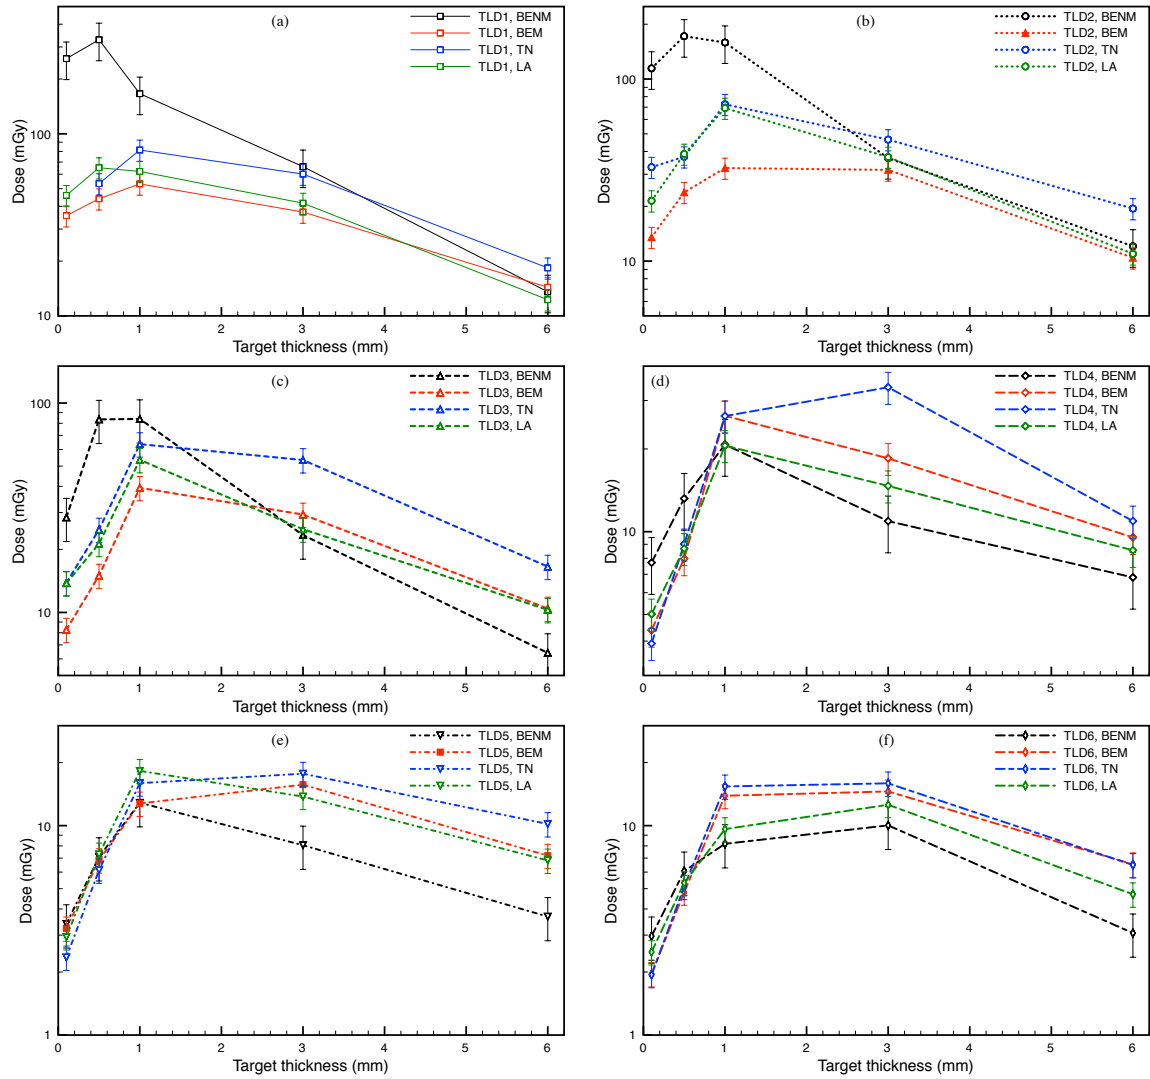 (a)
TLD1, BENM
TLD1, BEM
TLD1, TN
TLD1, LA
Dose (mGy)
100
10
0 1 2 3 4 5 6
Target thickness (mm)
(b)
TLD2, BENM
TLD2, BEM
TLD2, TN
TLD2, LA
Dose (mGy)
100
10
0 1 2 3 4 5 6
Target thickness (mm)
(c)
TLD3, BENM
TLD3, BEM
TLD3, TN
TLD3, LA
Dose (mGy)
100
10
0 1 2 3 4 5 6
Target thickness (mm)
(d)
TLD4, BENM
TLD4, BEM
TLD4, TN
TLD4, LA
Dose (mGy)
10
0 1 2 3 4 5 6
Target thickness (mm)
(e)
TLD5, BENM
TLD5, BEM
TLD5, TN
TLD5, LA
Dose (mGy)
10
1
0 1 2 3 4 5 6
Target thickness (mm)
(f)
TLD6, BENM
TLD6, BEM
TLD6, TN
TLD6, LA
Dose (mGy)
10
1
0 1 2 3 4 5 6
Target thickness (mm)